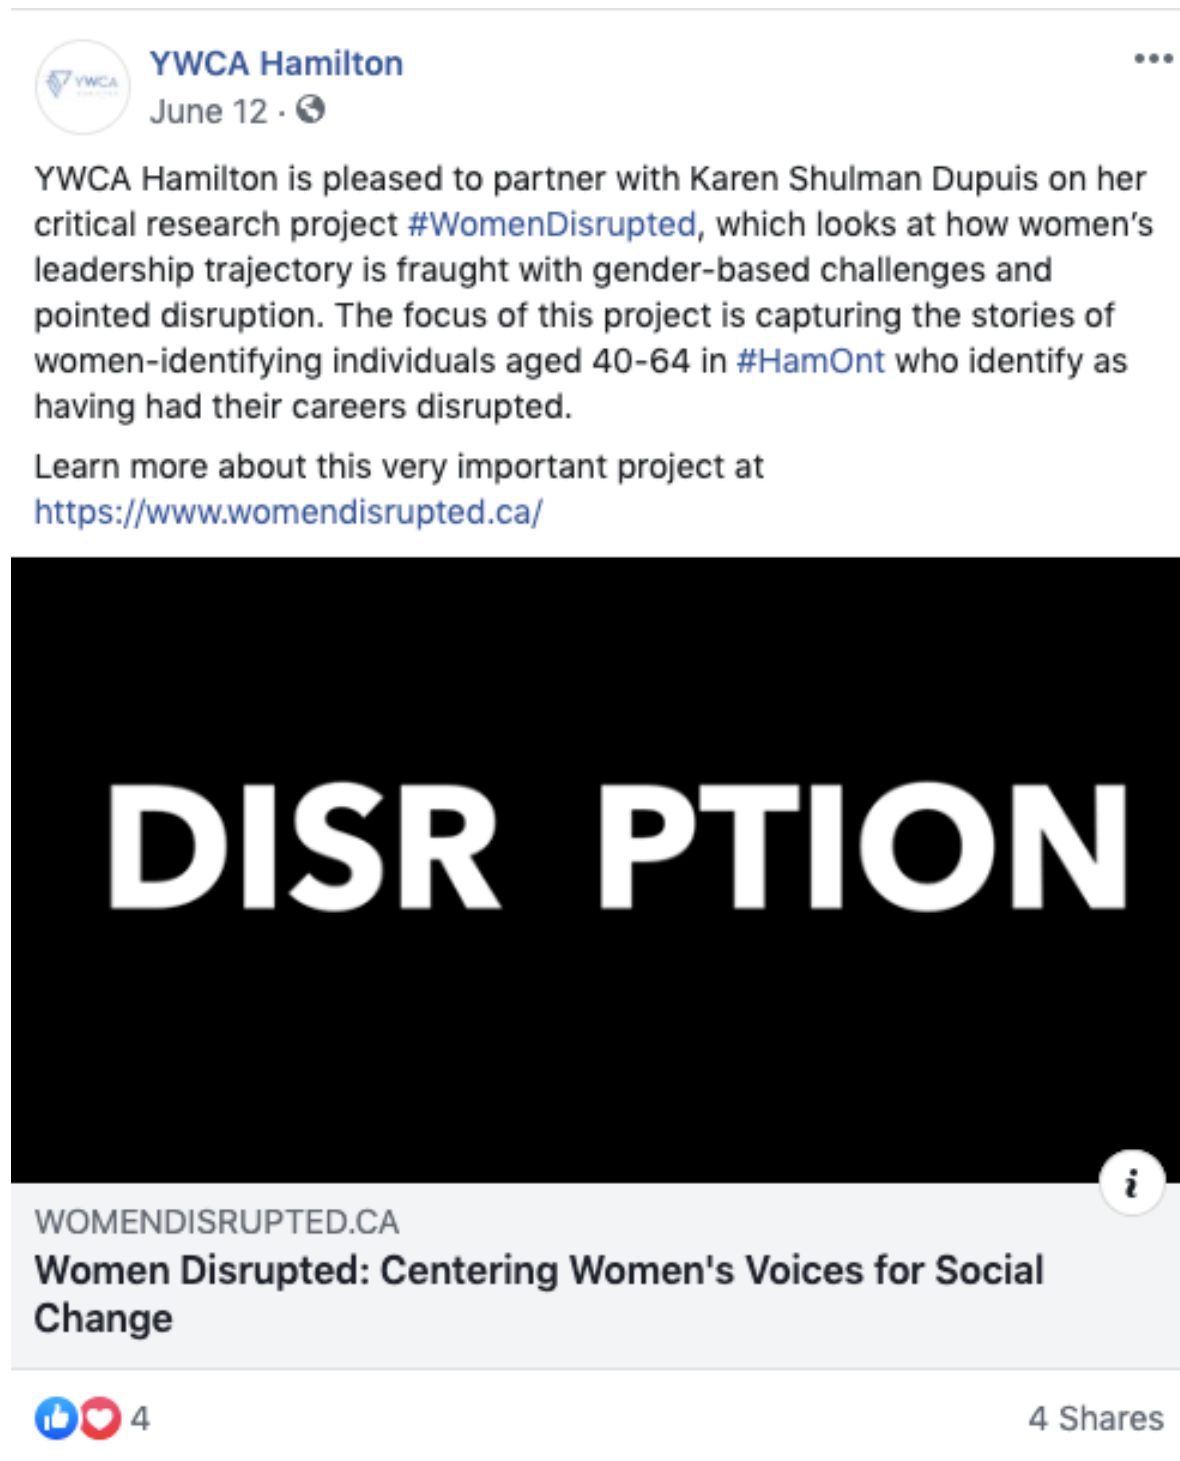 YWCA Hamilton
June 12 ·
YWCA
YWCA Hamilton is pleased to partner with Karen Shulman Dupuis on her
critical research project #WomenDisrupted, which looks at how women's
leadership trajectory is fraught with gender-based challenges and
pointed disruption. The focus of this project is capturing the stories of
women-identifying individuals aged 40-64 in #HamOnt who identify as
having had their careers disrupted.
Learn more about this very important project at
https://www.womendisrupted.ca/
DISR PTION
i
WOMENDISRUPTED.CA
Women Disrupted: Centering Women's Voices for Social
Change
4
4 Shares